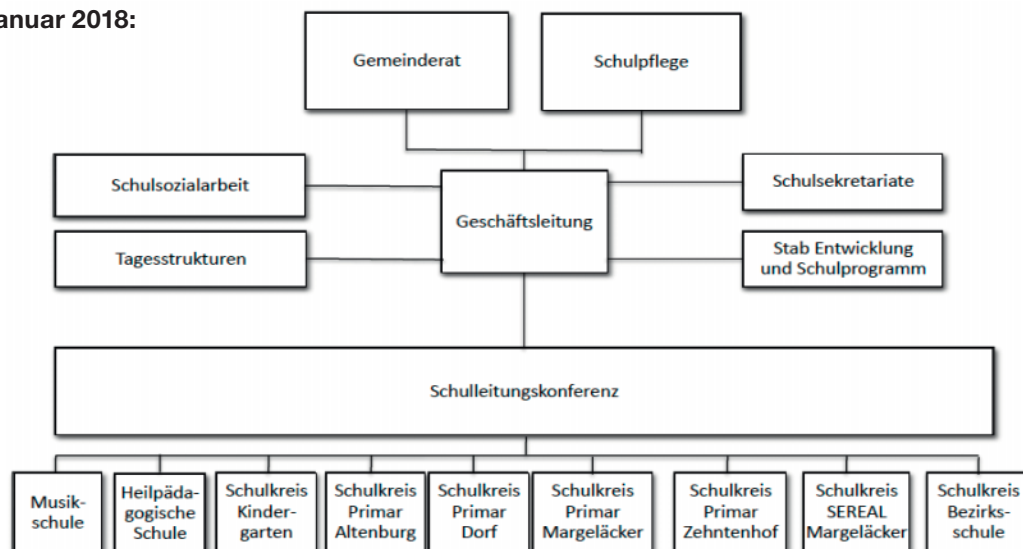 anuar 2018:
Gemeinderat
Schulpflege
Schulsozialarbeit
Schulsekretariate
Geschäftsleitung
Tagesstrukturen
Stab Entwicklung
und Schulprogramm
Schulleitungskonferenz
Musik-
schule
Heilpäda-
gogische
Schule
Schulkreis
Kinder-
garten
Schulkreis
Primar
Altenburg
Schulkreis
Primar
Dorf
Schulkreis
Primar
Margeläcker
Schulkreis
Primar
Zehntenhof
Schulkreis
SEREAL
Margeläcker
Schulkreis
Bezirks-
schule